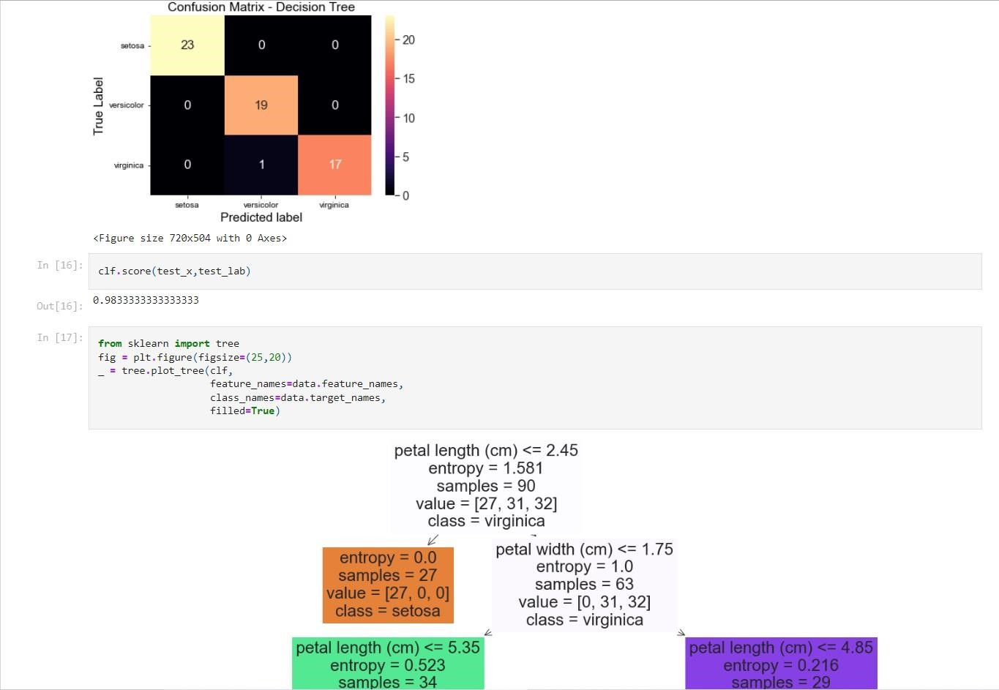 Confusion Matrix - Decision Tree
True Label
setosa
23 0 0
versicolor
0 19 0
virginica
0 1 17
setosa versicolor virginica
Predicted label
20
15
10
5
0
<Figure size 720x504 with 0 Axes>
In [16]:
clf.score(test_x,test_lab)
Out[16]:
0.9833333333333333
In [17]:
from sklearn import tree
fig = plt.figure(figsize=(25,20))
_ = tree.plot_tree(clf,
feature_names=data.feature_names,
class_names=data.target_names,
filled=True)
petal length (cm) <= 2.45
entropy = 1.581
samples = 90
value = [27, 31, 32]
class = virginica
entropy = 0.0
samples = 27
value = [27, 0, 0]
class = setosa
petal width (cm) <= 1.75
entropy = 1.0
samples = 63
value = [0, 31, 32]
class = virginica
petal length (cm) <= 5.35
entropy = 0.523
samples = 34
petal length (cm) <= 4.85
entropy = 0.216
samples = 29